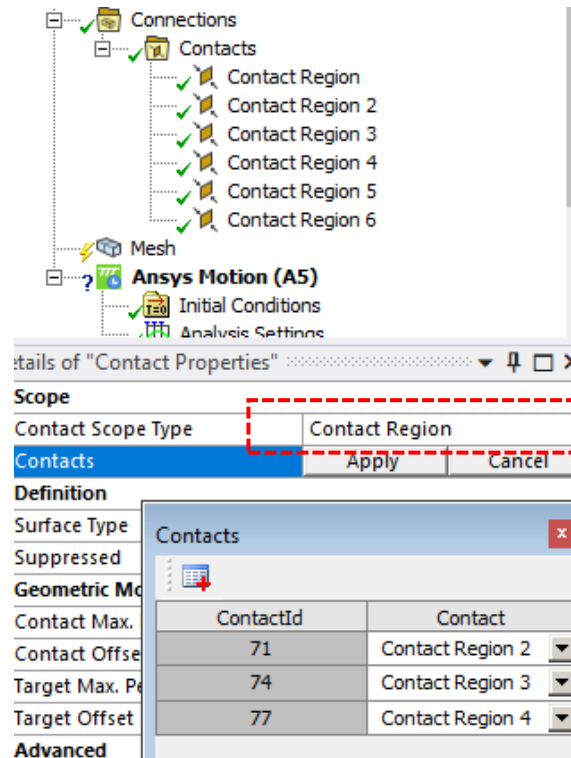 Connections
Contacts
Contact Region
Contact Region 2
Contact Region 3
Contact Region 4
Contact Region 5
Contact Region 6
Mesh
? Ansys Motion (A5)
T=0 Initial Conditions
Analysis Settings
etails of "Contact Properties"
Scope
Contact Scope Type Contact Region
Contacts Apply Cancel
Definition
Surface Type
Suppressed
Geometric Mo
Contact Max.
Contact Offse
Target Max. Pe
Target Offset
Advanced
Contacts x
ContactId Contact
71 Contact Region 2
74 Contact Region 3
77 Contact Region 4